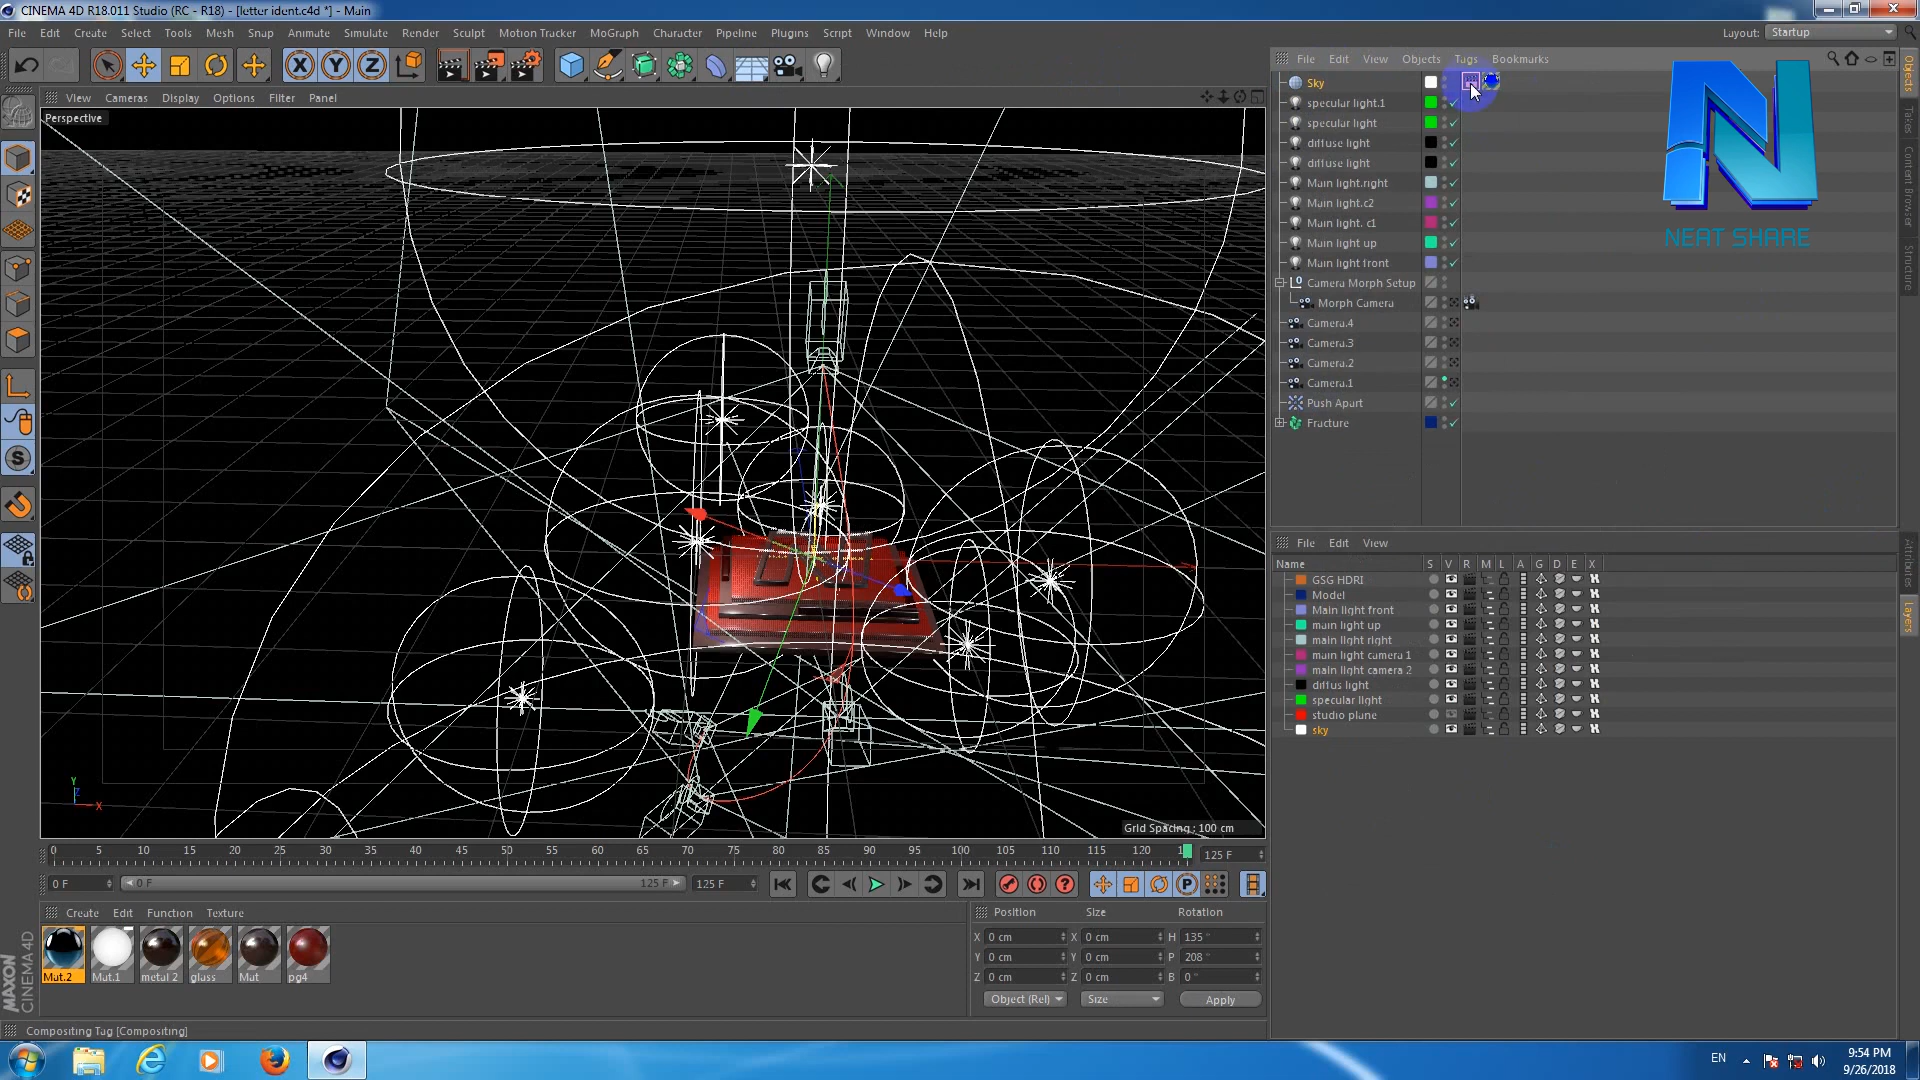 CINEMA 4D R18.011 Studio (RC - R18) - [letter ident.c4d *] - Main
File Edit Create Select Tools Mesh Snap Animate Simulate Render Sculpt Motion Tracker MoGraph Character Pipeline Plugins Script Window Help
Layout: Startup
File Edit View Objects Tags Bookmarks
View Cameras Display Options Filter Panel
Perspective
Sky
specular light.1
specular light
diffuse light
diffuse light
Main light.right
Main light.c2
Main light. c1
Main light up
Main light front
Camera Morph Setup
Morph Camera
Camera.4
Camera.3
Camera.2
Camera.1
Push Apart
Fracture
NEAT SHARE
Objects
Takes
Content Browser
Structure
File Edit View
Name S V R M L A G D E X
GSG HDRI
Model
Main light front
main light up
main light right
main light camera 1
main light camera 2
diffus light
specular light
studio plane
sky
Attributes
Layers
Y
Z
X
Grid Spacing : 100 cm
0 5 10 15 20 25 30 35 40 45 50 55 60 65 70 75 80 85 90 95 100 105 110 115 120 125 F
0 F 0 F 125 F 125 F
Create Edit Function Texture
Mat.2 Mat.1 metal 2 glass Mat pg4
Position Size Rotation
X 0 cm X 0 cm H 135 °
Y 0 cm Y 0 cm P 208 °
Z 0 cm Z 0 cm B 0 °
Object (Rel) Size Apply
MAXON CINEMA 4D
Compositing Tag [Compositing]
EN
9:54 PM
9/26/2018